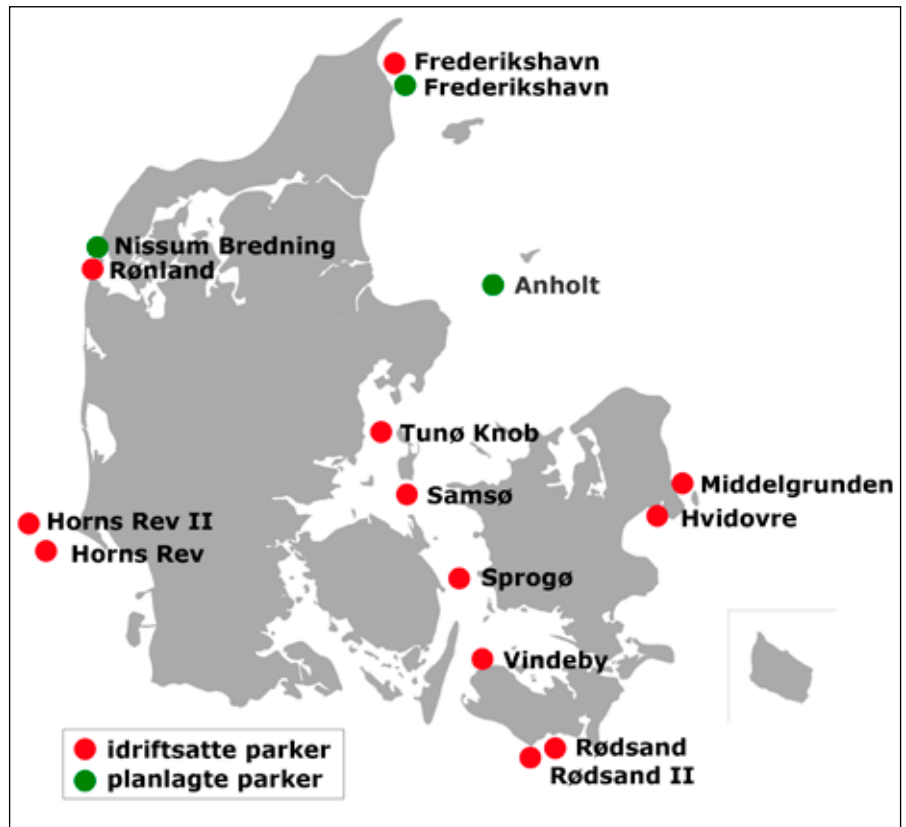 Frederikshavn
Frederikshavn
Nissum Bredning
Rønland
Anholt
Tunø Knob
Samsø
Middelgrunden
Hvidovre
Horns Rev II
Horns Rev
Sprogø
Vindeby
Rødsand
Rødsand II
idriftsatte parker
planlagte parker